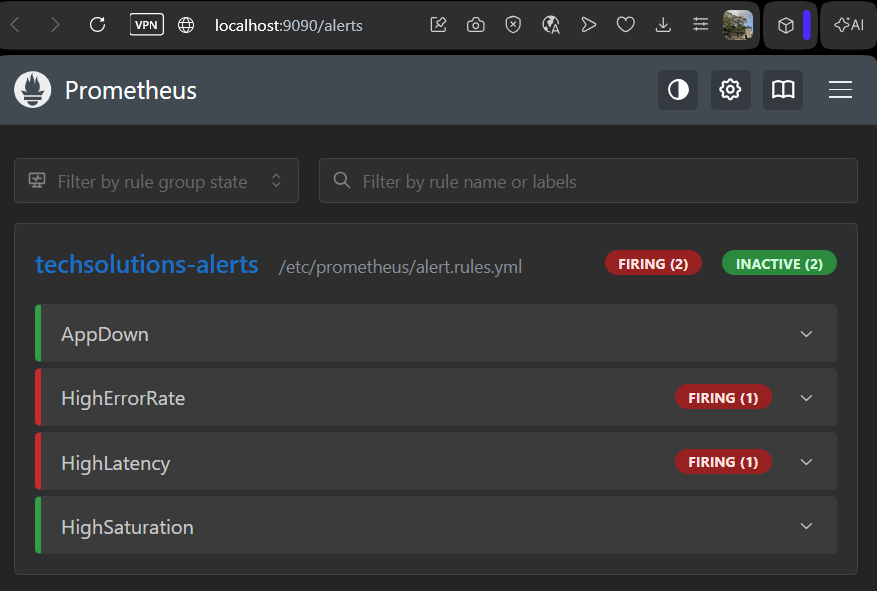 VPN localhost:9090/alerts AI
Prometheus
Filter by rule group state Filter by rule name or labels
techsolutions-alerts /etc/prometheus/alert.rules.yml FIRING (2) INACTIVE (2)
AppDown
HighErrorRate FIRING (1)
HighLatency FIRING (1)
HighSaturation